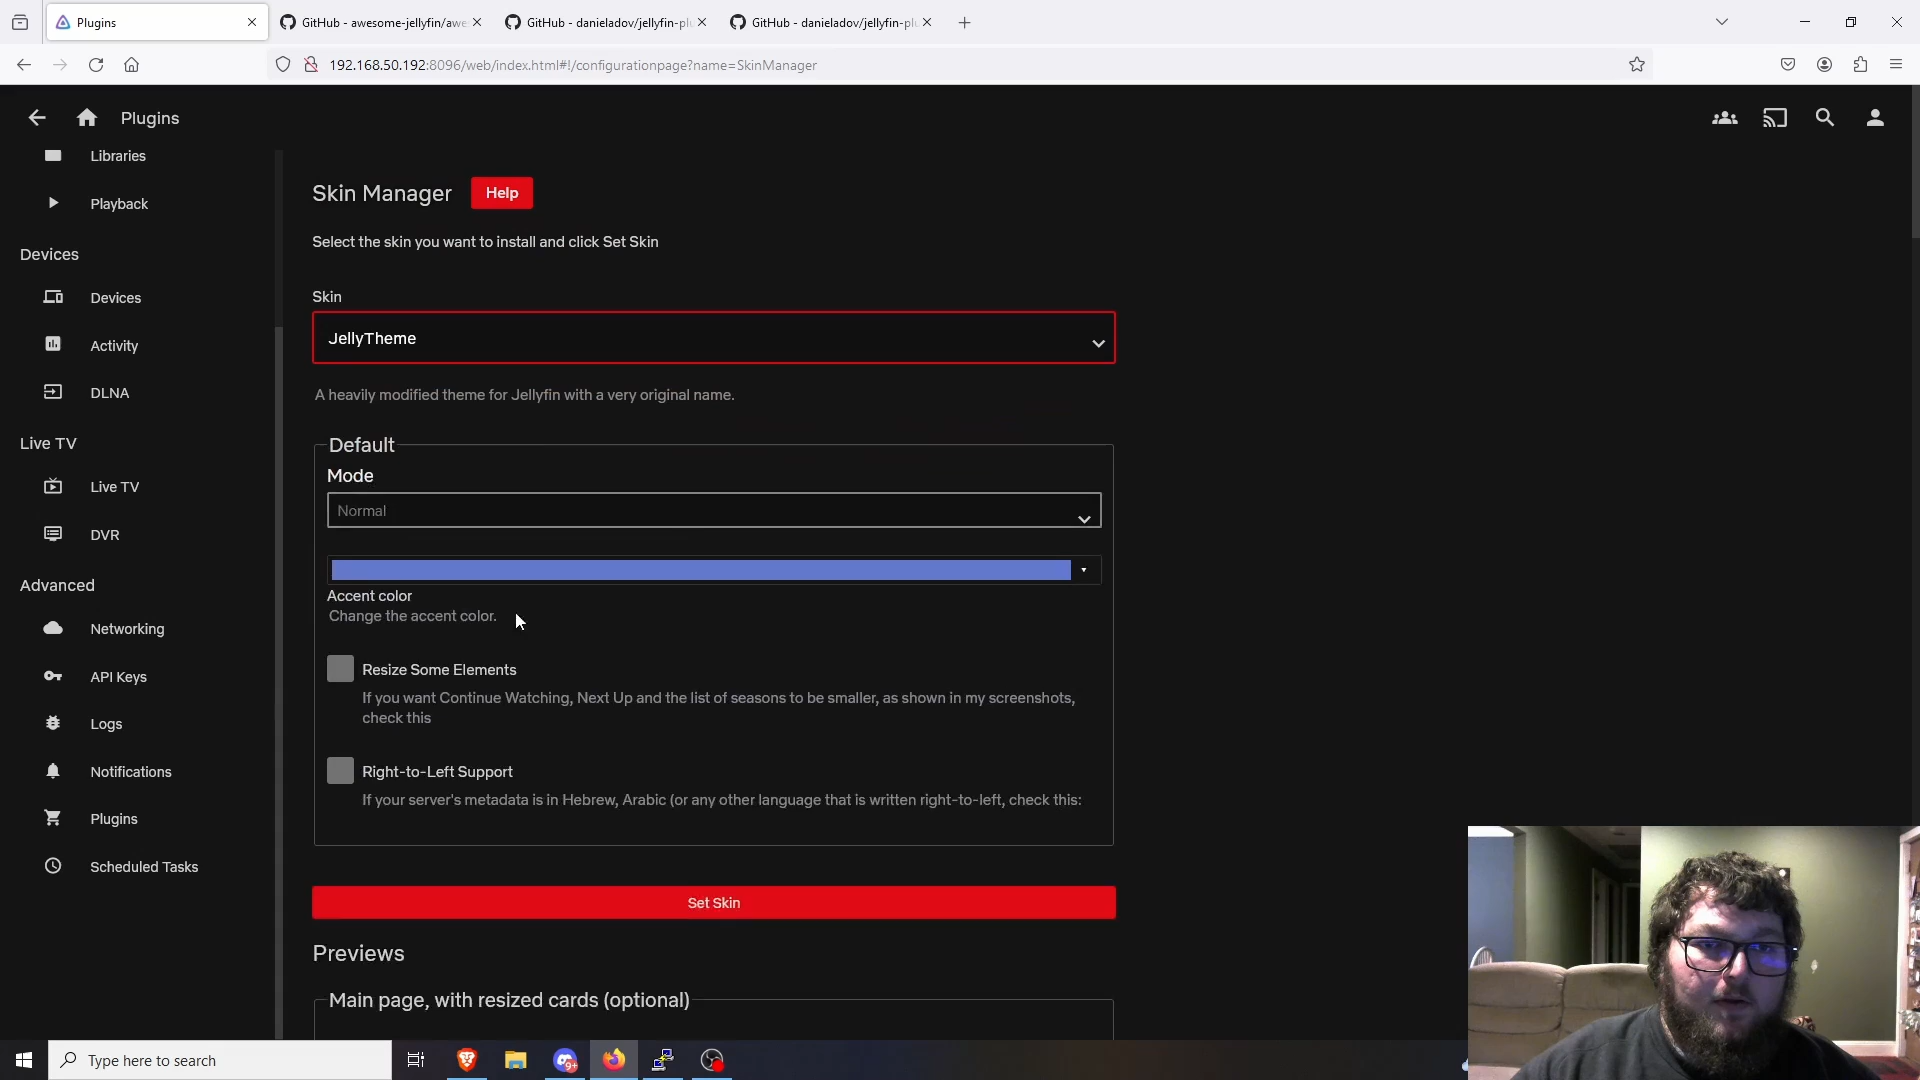 Plugins
GitHub - awesome-jellyfin/awe
GitHub - danieladov/jellyfin-plu
GitHub - danieladov/jellyfin-plu
192.168.50.192:8096/web/index.html#!/configurationpage?name=SkinManager
Plugins
Libraries
Playback
Devices
Devices
Activity
DLNA
Live TV
Live TV
DVR
Advanced
Networking
API Keys
Logs
Notifications
Plugins
Scheduled Tasks
Skin Manager
Help
Select the skin you want to install and click Set Skin
Skin
JellyTheme
A heavily modified theme for Jellyfin with a very original name.
Default
Mode
Normal
Accent color
Change the accent color.
Resize Some Elements
If you want Continue Watching, Next Up and the list of seasons to be smaller, as shown in my screenshots,
check this
Right-to-Left Support
If your server's metadata is in Hebrew, Arabic (or any other language that is written right-to-left, check this:
Set Skin
Previews
Main page, with resized cards (optional)
Type here to search
9+